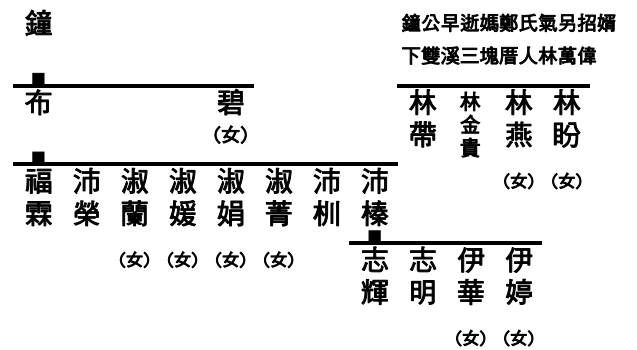 鐘
鐘公早逝媽鄭氏氣另招婿
下雙溪三塊厝人林萬偉
布
碧
(女)
林帶
林金貴
林燕
(女)
林盼
(女)
福霖
沛榮
淑蘭
(女)
淑媛
(女)
淑娟
(女)
淑菁
(女)
沛杊
沛榛
志輝
志明
伊華
(女)
伊婷
(女)